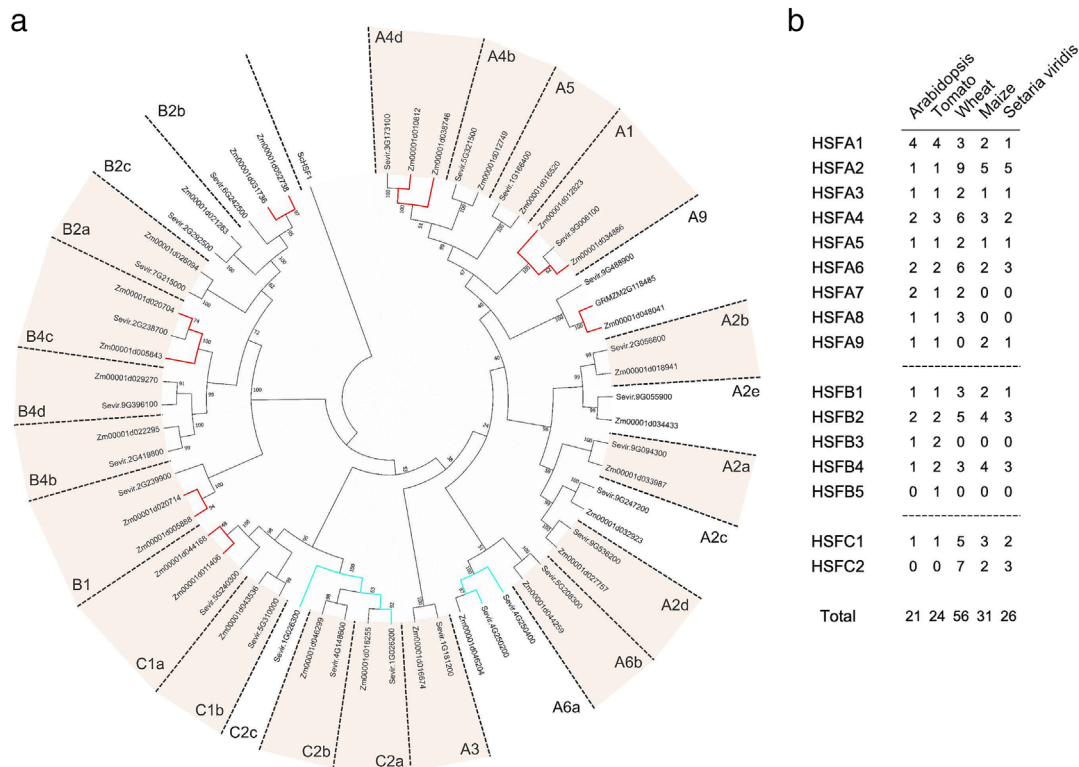 a
b
A4d
A4b
A5
A1
A9
A2b
A2e
A2a
A2c
A2d
A6b
A6a
A3
C2a
C2b
C2c
C1b
C1a
B1
B4b
B4d
B4c
B2a
B2c
B2b
ScHSF1
Sevir.3G173100
Zm00001d010812
Zm00001d038746
Sevir.5G321500
Zm00001d012749
Sevir.1G166400
Zm00001d016520
Zm00001d012823
Sevir.9G006100
Zm00001d034886
Sevir.9G488900
GRMZM2G118485
Zm00001d048041
Sevir.2G056600
Zm00001d018941
Sevir.9G055900
Zm00001d034433
Sevir.9G094300
Zm00001d033987
Sevir.9G247200
Zm00001d032923
Sevir.9G536200
Zm00001d027757
Sevir.5G208300
Zm00001d044259
Sevir.4G250400
Sevir.4G250200
Zm00001d046204
Sevir.1G181200
Zm00001d016674
Sevir.1G026200
Zm00001d016255
Sevir.4G148600
Zm00001d046299
Sevir.1G026300
Sevir.5G310000
Zm00001d043536
Sevir.5G240300
Zm00001d011406
Zm00001d044168
Zm00001d005888
Zm00001d020714
Sevir.2G239900
Sevir.2G419800
Zm00001d022295
Sevir.9G396100
Zm00001d029270
Zm00001d005843
Sevir.2G238700
Zm00001d020704
Sevir.7G215000
Zm00001d026094
Sevir.2G292500
Zm00001d021263
Sevir.6G242500
Zm00001d031736
Zm00001d052738
Arabidopsis Tomato Wheat Maize Setaria viridis
HSFA1 4 4 3 2 1
HSFA2 1 1 9 5 5
HSFA3 1 1 2 1 1
HSFA4 2 3 6 3 2
HSFA5 1 1 2 1 1
HSFA6 2 2 6 2 3
HSFA7 2 1 2 0 0
HSFA8 1 1 3 0 0
HSFA9 1 1 0 2 1
HSFB1 1 1 3 2 1
HSFB2 2 2 5 4 3
HSFB3 1 2 0 0 0
HSFB4 1 2 3 4 3
HSFB5 0 1 0 0 0
HSFC1 1 1 5 3 2
HSFC2 0 0 7 2 3
Total 21 24 56 31 26